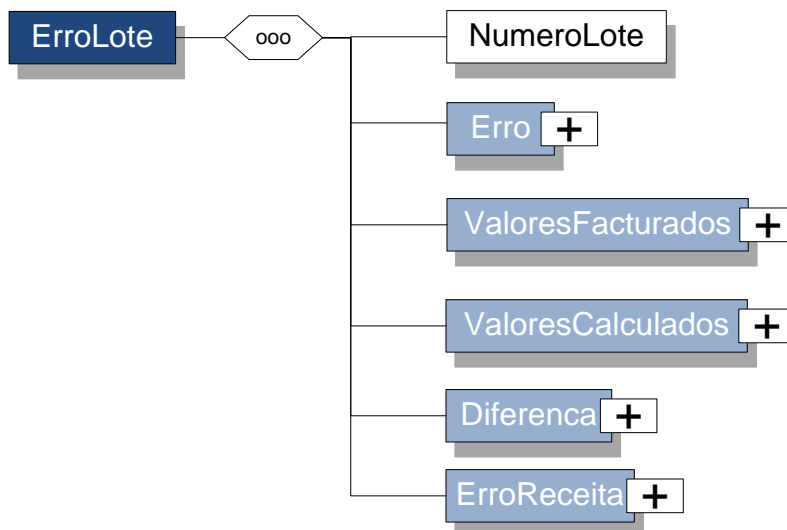 ErroLote
ooo
NumeroLote
Erro
+
ValoresFacturados
+
ValoresCalculados
+
Diferenca
+
ErroReceita
+